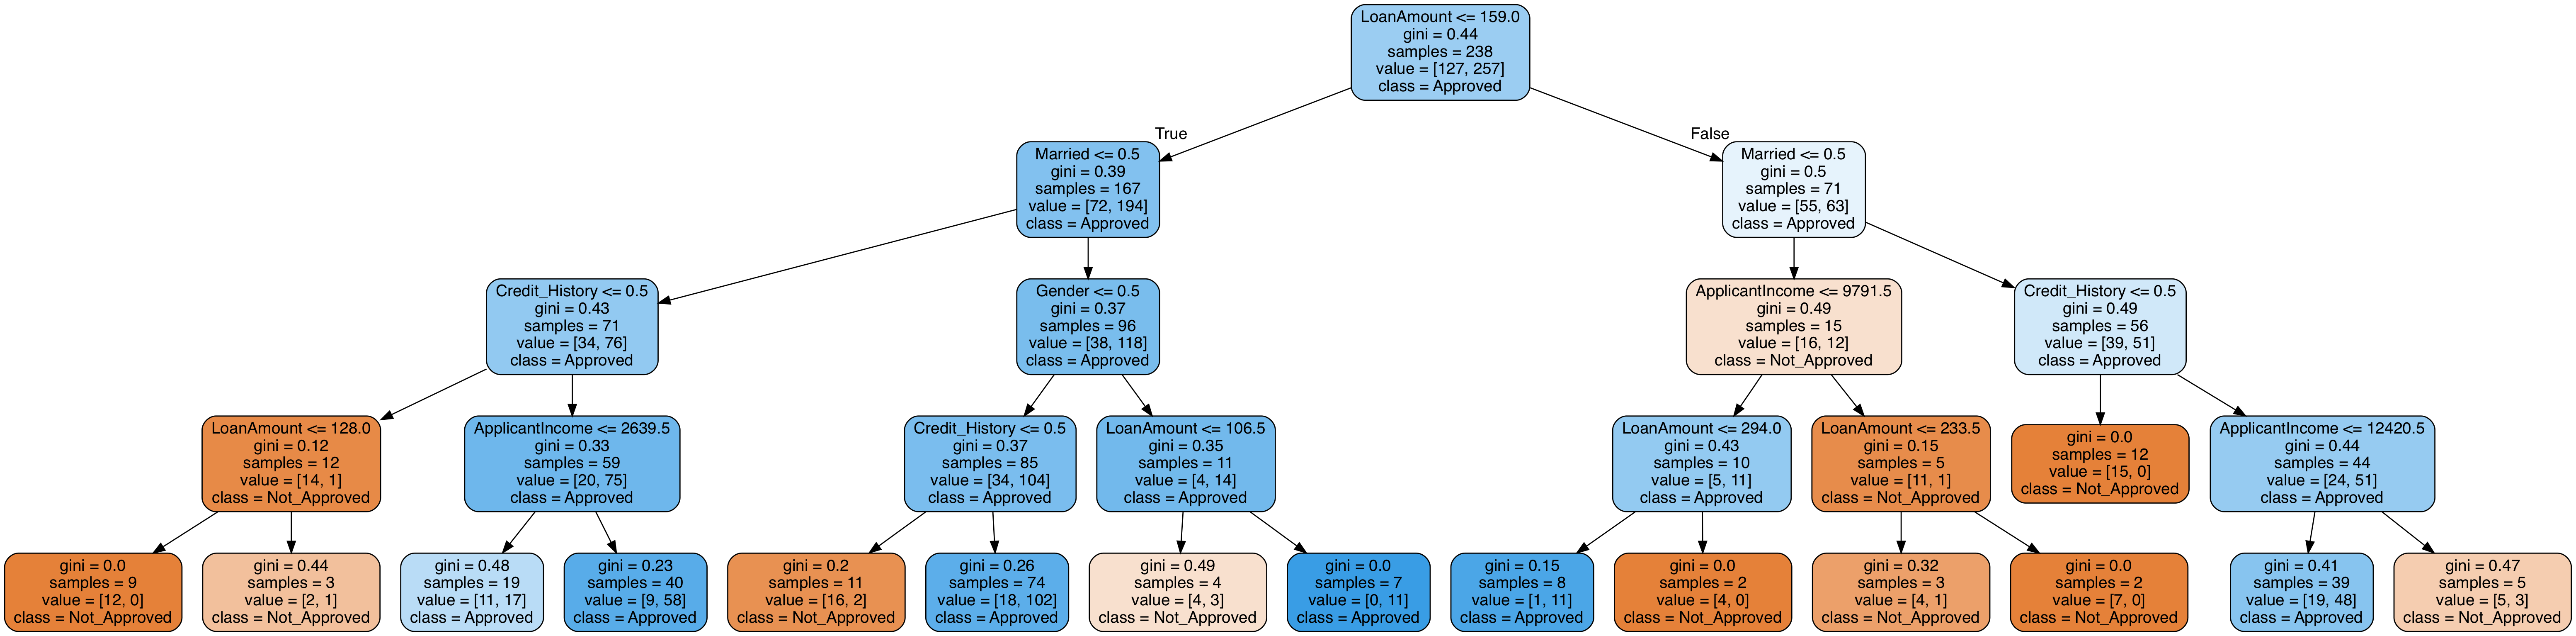 LoanAmount <= 159.0
gini = 0.44
samples = 238
value = [127, 257]
class = Approved
True
False
Married <= 0.5
gini = 0.39
samples = 167
value = [72, 194]
class = Approved
Married <= 0.5
gini = 0.5
samples = 71
value = [55, 63]
class = Approved
Credit_History <= 0.5
gini = 0.43
samples = 71
value = [34, 76]
class = Approved
Gender <= 0.5
gini = 0.37
samples = 96
value = [38, 118]
class = Approved
ApplicantIncome <= 9791.5
gini = 0.49
samples = 15
value = [16, 12]
class = Not_Approved
Credit_History <= 0.5
gini = 0.49
samples = 56
value = [39, 51]
class = Approved
LoanAmount <= 128.0
gini = 0.12
samples = 12
value = [14, 1]
class = Not_Approved
ApplicantIncome <= 2639.5
gini = 0.33
samples = 59
value = [20, 75]
class = Approved
Credit_History <= 0.5
gini = 0.37
samples = 85
value = [34, 104]
class = Approved
LoanAmount <= 106.5
gini = 0.35
samples = 11
value = [4, 14]
class = Approved
LoanAmount <= 294.0
gini = 0.43
samples = 10
value = [5, 11]
class = Approved
LoanAmount <= 233.5
gini = 0.15
samples = 5
value = [11, 1]
class = Not_Approved
gini = 0.0
samples = 12
value = [15, 0]
class = Not_Approved
ApplicantIncome <= 12420.5
gini = 0.44
samples = 44
value = [24, 51]
class = Approved
gini = 0.0
samples = 9
value = [12, 0]
class = Not_Approved
gini = 0.44
samples = 3
value = [2, 1]
class = Not_Approved
gini = 0.48
samples = 19
value = [11, 17]
class = Approved
gini = 0.23
samples = 40
value = [9, 58]
class = Approved
gini = 0.2
samples = 11
value = [16, 2]
class = Not_Approved
gini = 0.26
samples = 74
value = [18, 102]
class = Approved
gini = 0.49
samples = 4
value = [4, 3]
class = Not_Approved
gini = 0.0
samples = 7
value = [0, 11]
class = Approved
gini = 0.15
samples = 8
value = [1, 11]
class = Approved
gini = 0.0
samples = 2
value = [4, 0]
class = Not_Approved
gini = 0.32
samples = 3
value = [4, 1]
class = Not_Approved
gini = 0.0
samples = 2
value = [7, 0]
class = Not_Approved
gini = 0.41
samples = 39
value = [19, 48]
class = Approved
gini = 0.47
samples = 5
value = [5, 3]
class = Not_Approved